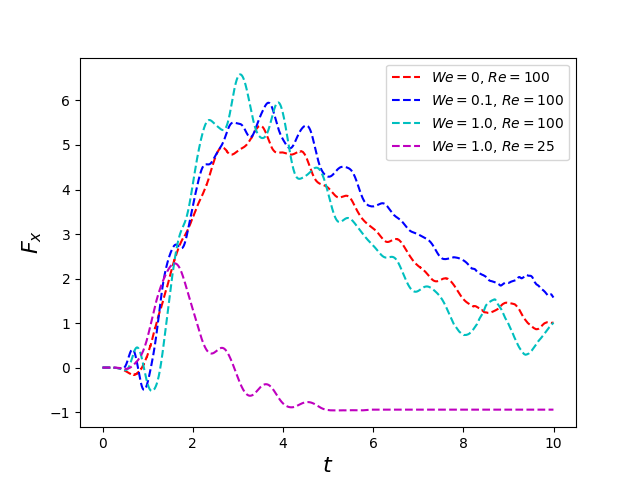 We = 0, Re = 100
We = 0.1, Re = 100
We = 1.0, Re = 100
We = 1.0, Re = 25
6
5
4
3
2
1
0
−1
F_x
0 2 4 6 8 10
t